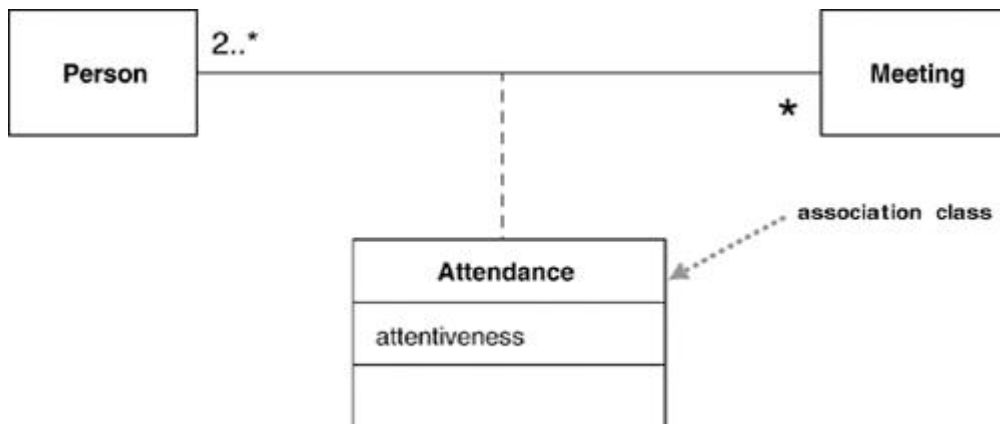 2..*
Person
Meeting
*
association class
Attendance
attentiveness